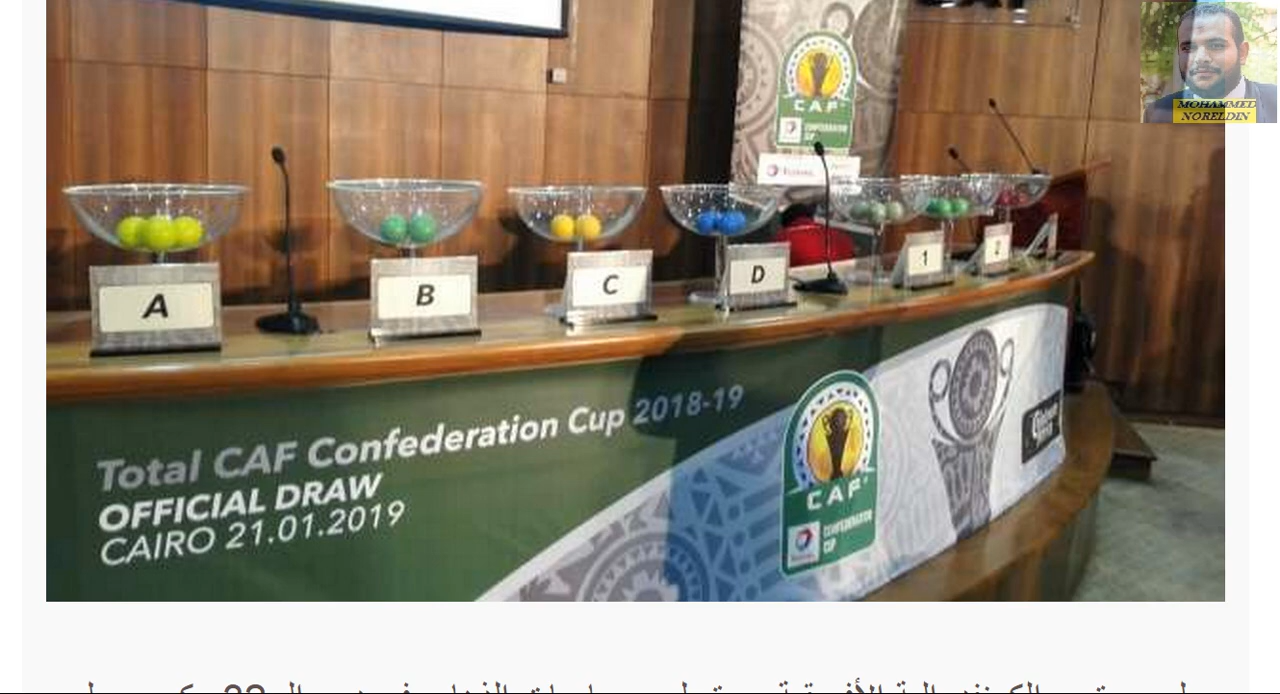 MOHAMMED
NORELDIN
CAF
CONFEDERATION
CUP
A
B
C
D
1
2
Total CAF Confederation Cup 2018-19
OFFICIAL DRAW
CAIRO 21.01.2019
CAF
CONFEDERATION
CUP